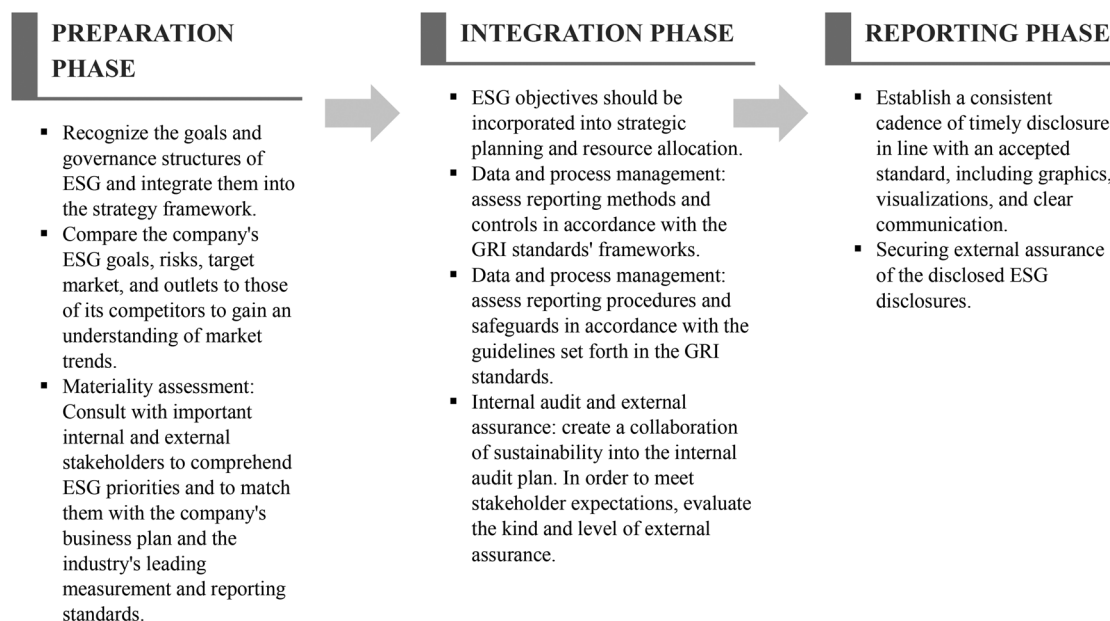 PREPARATION
PHASE
▪ Recognize the goals and
governance structures of
ESG and integrate them into
the strategy framework.
▪ Compare the company's
ESG goals, risks, target
market, and outlets to those
of its competitors to gain an
understanding of market
trends.
▪ Materiality assessment:
Consult with important
internal and external
stakeholders to comprehend
ESG priorities and to match
them with the company's
business plan and the
industry's leading
measurement and reporting
standards.
INTEGRATION PHASE
▪ ESG objectives should be
incorporated into strategic
planning and resource allocation.
▪ Data and process management:
assess reporting methods and
controls in accordance with the
GRI standards' frameworks.
▪ Data and process management:
assess reporting procedures and
safeguards in accordance with the
guidelines set forth in the GRI
standards.
▪ Internal audit and external
assurance: create a collaboration
of sustainability into the internal
audit plan. In order to meet
stakeholder expectations, evaluate
the kind and level of external
assurance.
REPORTING PHASE
▪ Establish a consistent
cadence of timely disclosure
in line with an accepted
standard, including graphics,
visualizations, and clear
communication.
▪ Securing external assurance
of the disclosed ESG
disclosures.